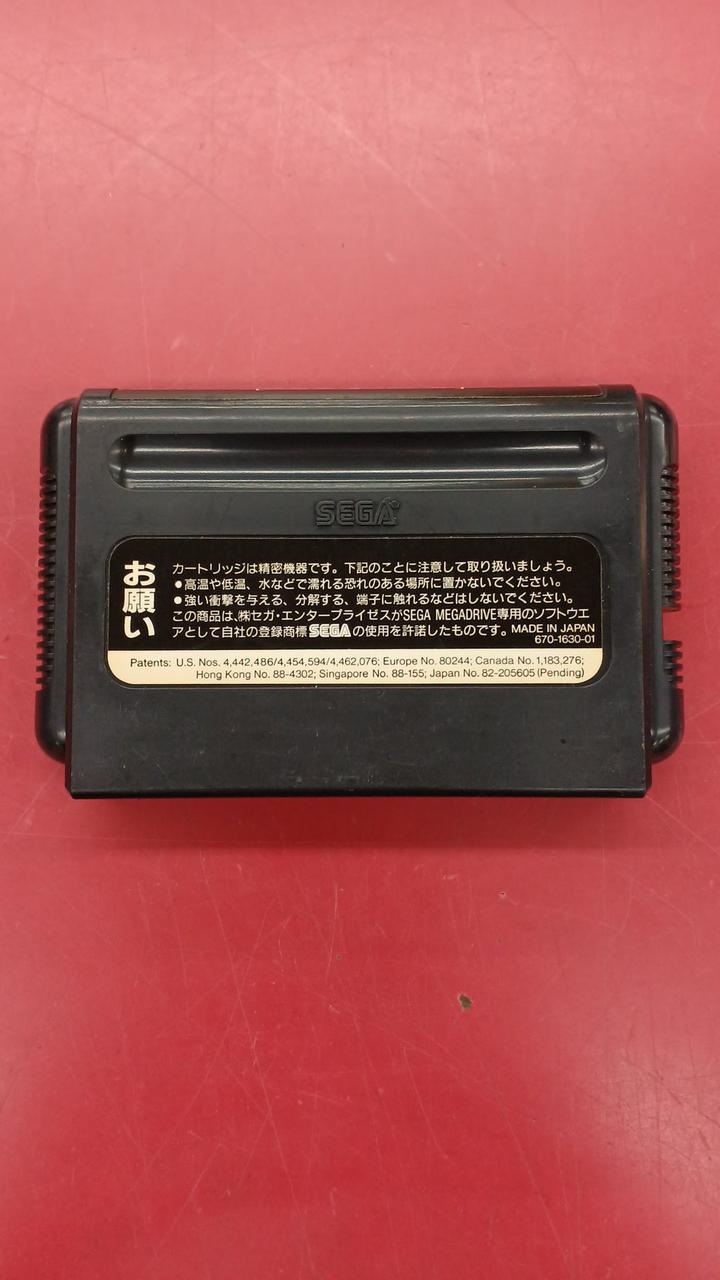 SEGA
お願い
カートリッジは精密機器です。下記のことに注意して取り扱いましょう。
●高温や低温、水などで濡れる恐れのある場所に置かないでください。
●強い衝撃を与える、分解する、端子に触れるなどはしないでください。
この商品は、㈱セガ・エンタープライゼスがSEGA MEGADRIVE専用のソフトウエ
アとして自社の登録商標SEGAの使用を許諾したものです。MADE IN JAPAN
670-1630-01
Patents: U.S. Nos. 4,442,486/4,454,594/4,462,076; Europe No. 80244; Canada No. 1,183,276;
Hong Kong No. 88-4302; Singapore No. 88-155; Japan No. 82-205605 (Pending)